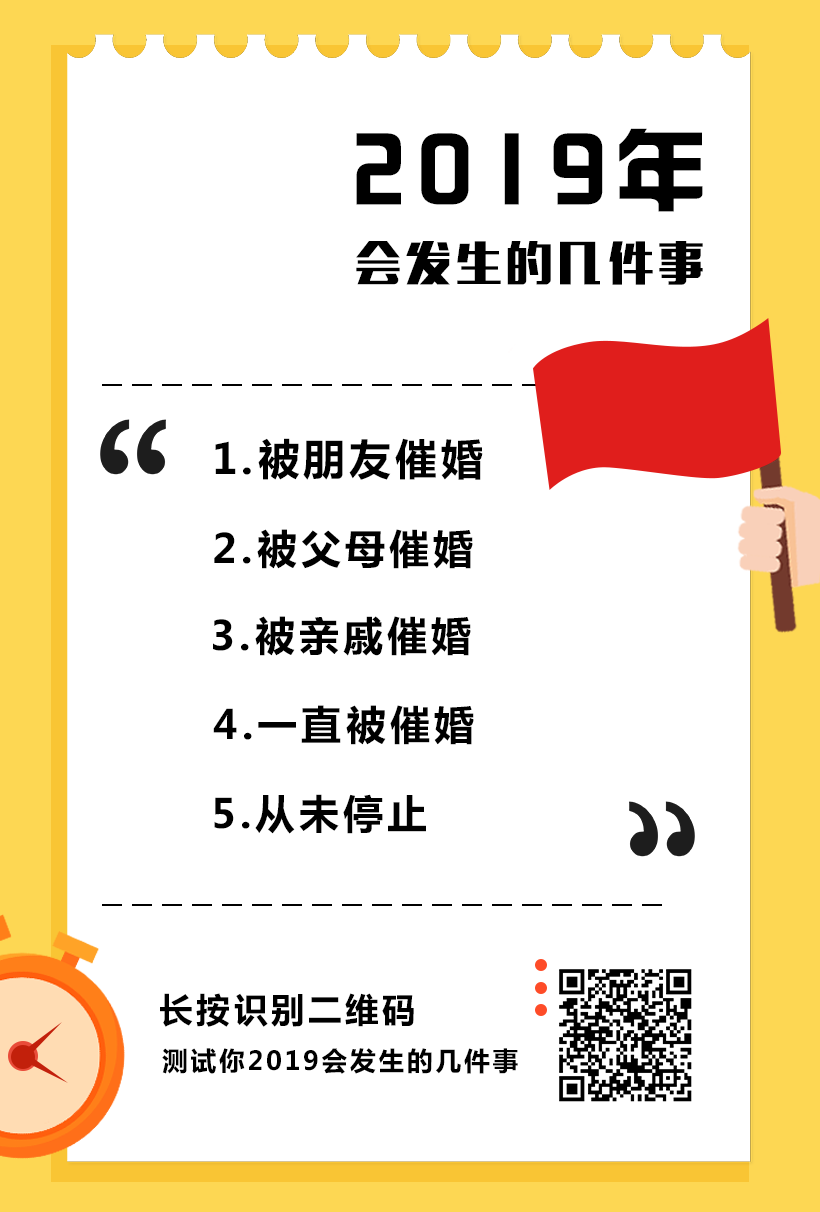 2019年
会发生的几件事
“
1.被朋友催婚
2.被父母催婚
3.被亲戚催婚
4.一直被催婚
5.从未停止
”
长按识别二维码
测试你2019会发生的几件事